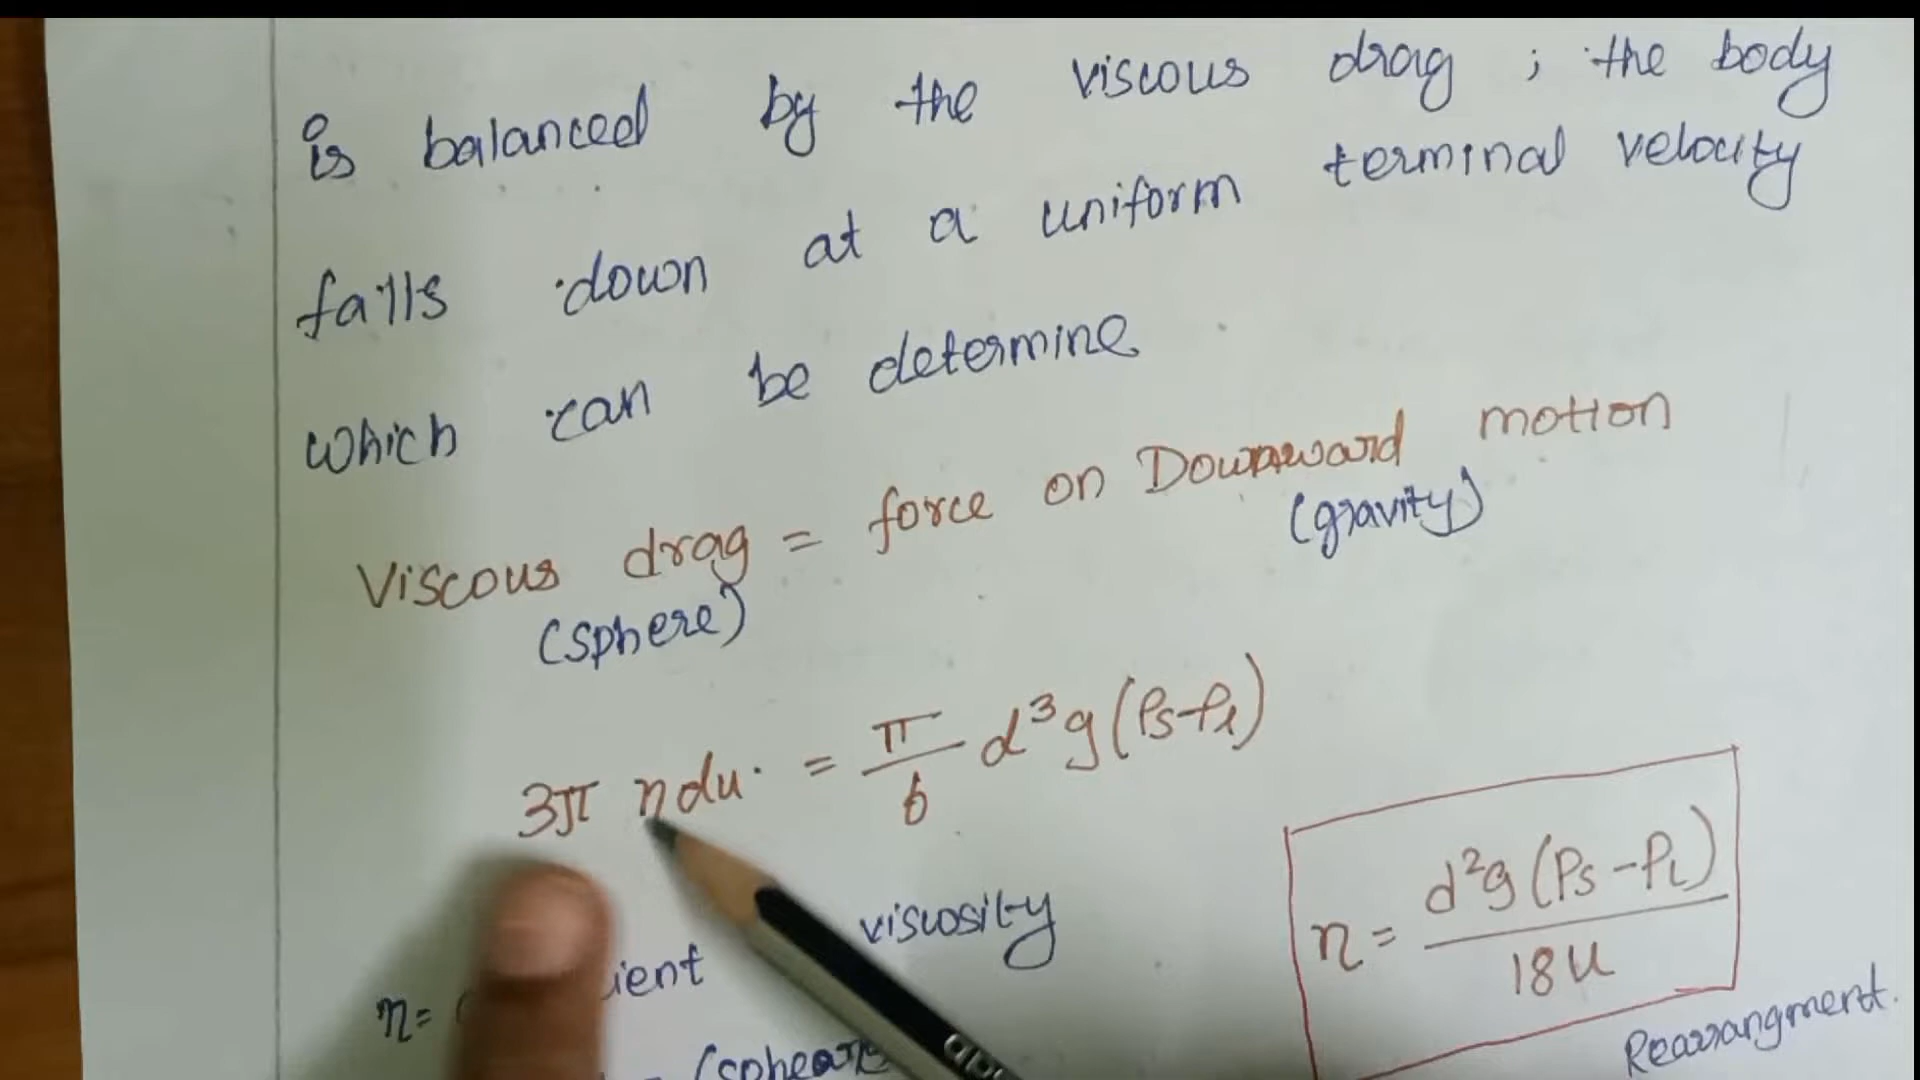 is balanced by the viscous drag ; the body
falls down at a uniform terminal velocity
which can be determine
Viscous drag = force on Downward motion
(sphere) (gravity)
3π η du. = π/6 d³g(ρs-ρl)
η = d²g(ρs-ρL) / 18u
η= ient viscosity
Rearrangment.